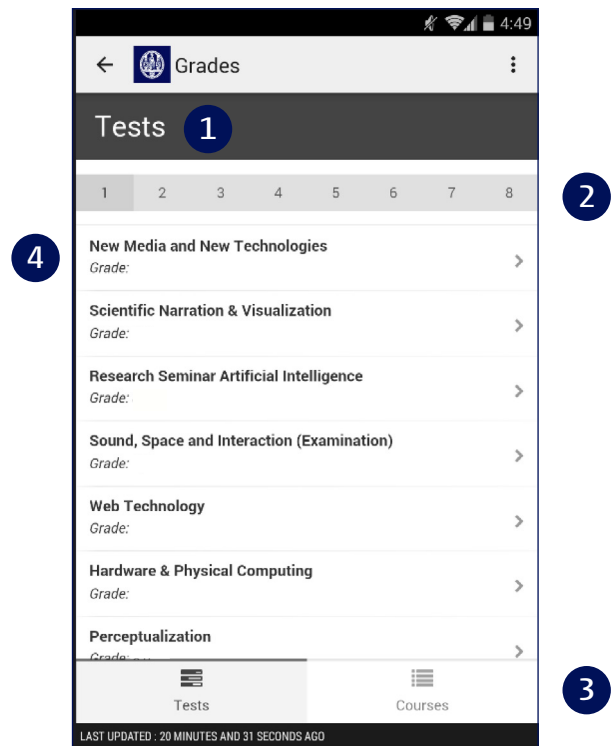 4:49
Grades
Tests 1
1 2 3 4 5 6 7 8
2
4
New Media and New Technologies
Grade:
Scientific Narration & Visualization
Grade:
Research Seminar Artificial Intelligence
Grade:
Sound, Space and Interaction (Examination)
Grade:
Web Technology
Grade:
Hardware & Physical Computing
Grade:
Perceptualization
Grade:
3
Tests Courses
LAST UPDATED : 20 MINUTES AND 31 SECONDS AGO